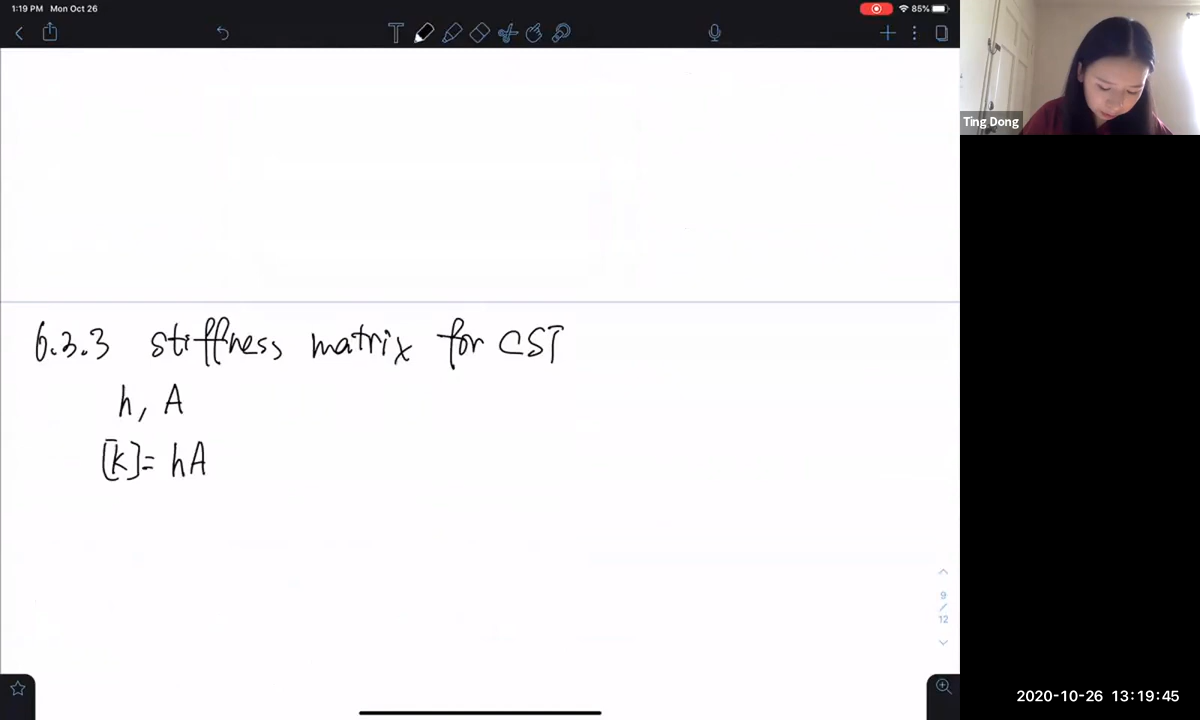 1:19 PM Mon Oct 26
85%
T
Ting Dong
6.3.3 stiffness matrix for CST
h, A
[k]= hA
9
/
12
2020-10-26 13:19:45